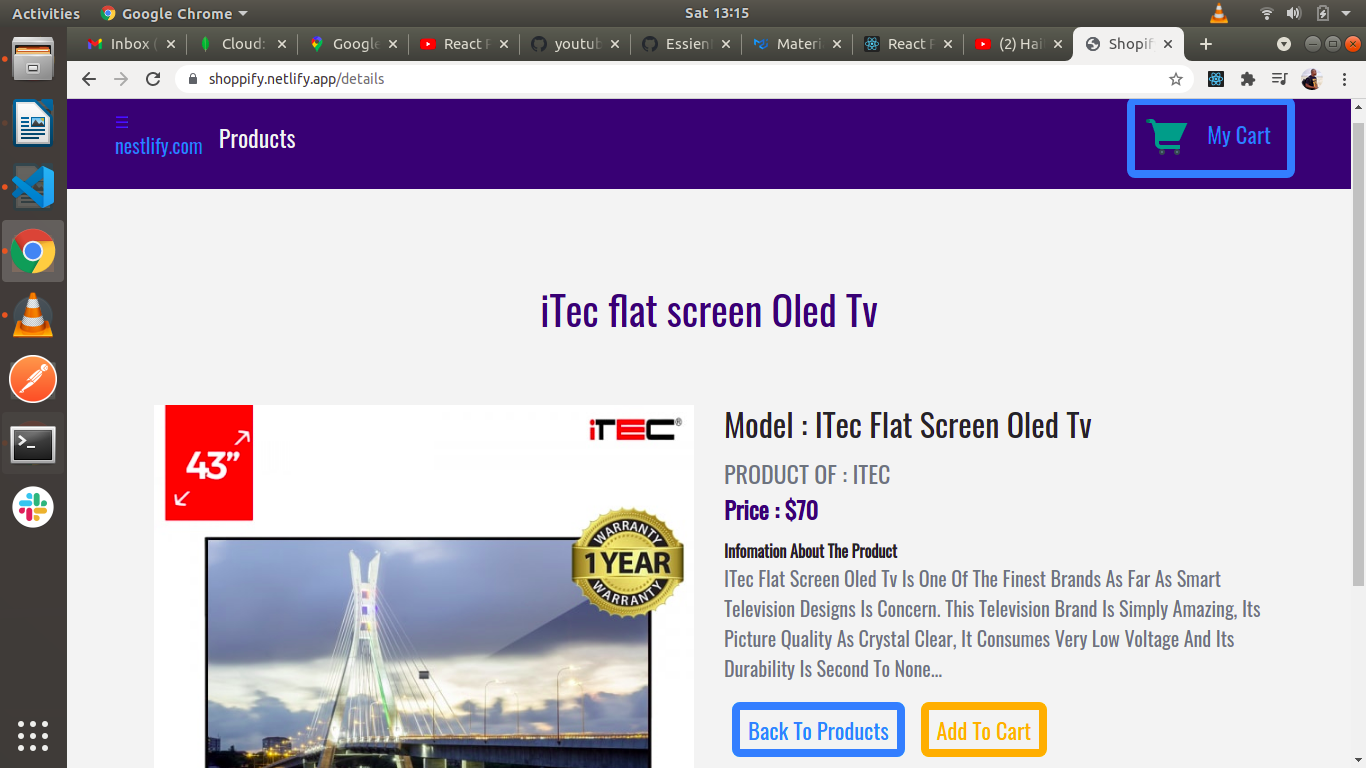 Activities
Google Chrome
Sat 13:15
Inbox (
Cloud:
Google
React F
youtub
Essien
Materi
React F
(2) Hai
Shopif
shoppify.netlify.app/details
☰
nestlify.com
Products
My Cart
iTec flat screen Oled Tv
43”
iTEC®
WARRANTY
1 YEAR
WARRANTY
Model : ITec Flat Screen Oled Tv
PRODUCT OF : ITEC
Price : $70
Infomation About The Product
ITec Flat Screen Oled Tv Is One Of The Finest Brands As Far As Smart
Television Designs Is Concern. This Television Brand Is Simply Amazing, Its
Picture Quality As Crystal Clear, It Consumes Very Low Voltage And Its
Durability Is Second To None...
Back To Products
Add To Cart